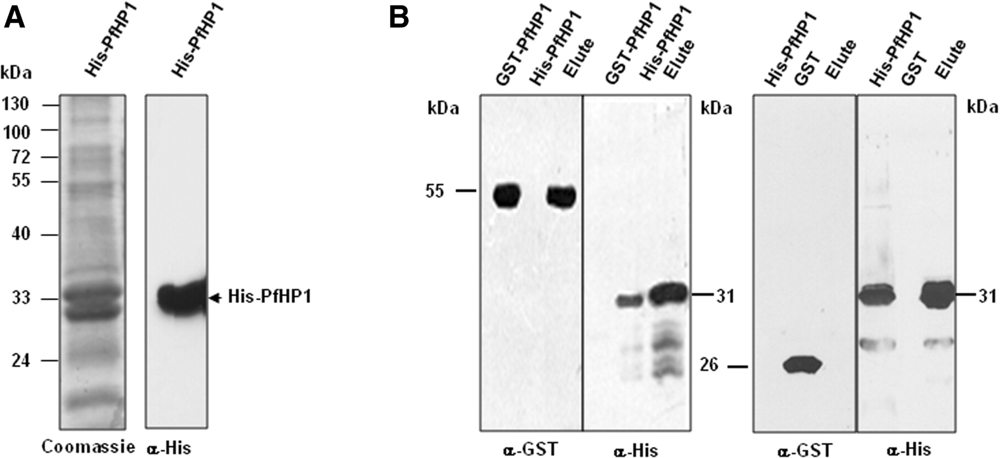 A
His-PfHP1
His-PfHP1
kDa
130
100
72
55
40
33
24
His-PfHP1
Coomassie
α-His
B
GST-PfHP1
His-PfHP1
Elute
GST-PfHP1
His-PfHP1
Elute
kDa
55
kDa
31
26
α-GST
α-His
His-PfHP1
GST
Elute
His-PfHP1
GST
Elute
kDa
31
α-GST
α-His